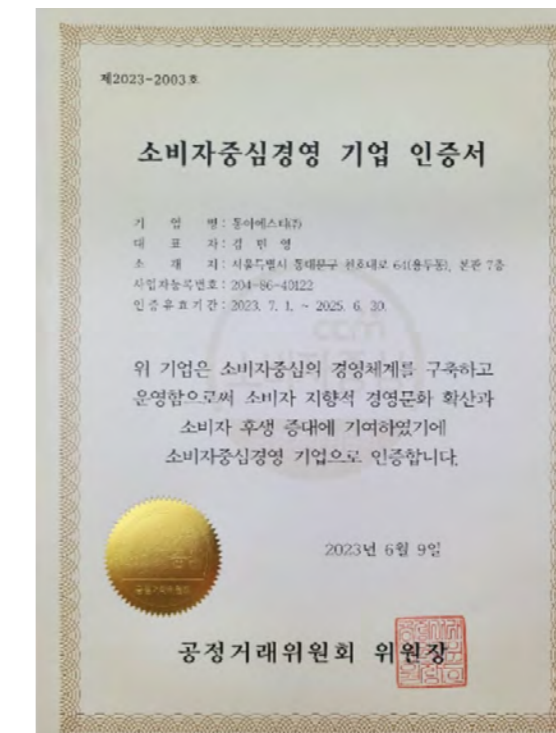 제2023-2003호
소비자중심경영 기업 인증서
기 업 명 : 동아에스티(주)
대 표 자 : 김 민 영
소 재 지 : 서울특별시 동대문구 천호대로 64(용두동), 본관 7층
사업자등록번호 : 204-86-40122
인증유효기간 : 2023. 7. 1. ~ 2025. 6. 30.
ccm
위 기업은 소비자중심의 경영체계를 구축하고
운영함으로써 소비자 지향적 경영문화 확산과
소비자 후생 증대에 기여하였기에
소비자중심경영 기업으로 인증합니다.
2023년 6월 9일
공정거래위원회
공정거래위원회 위원장